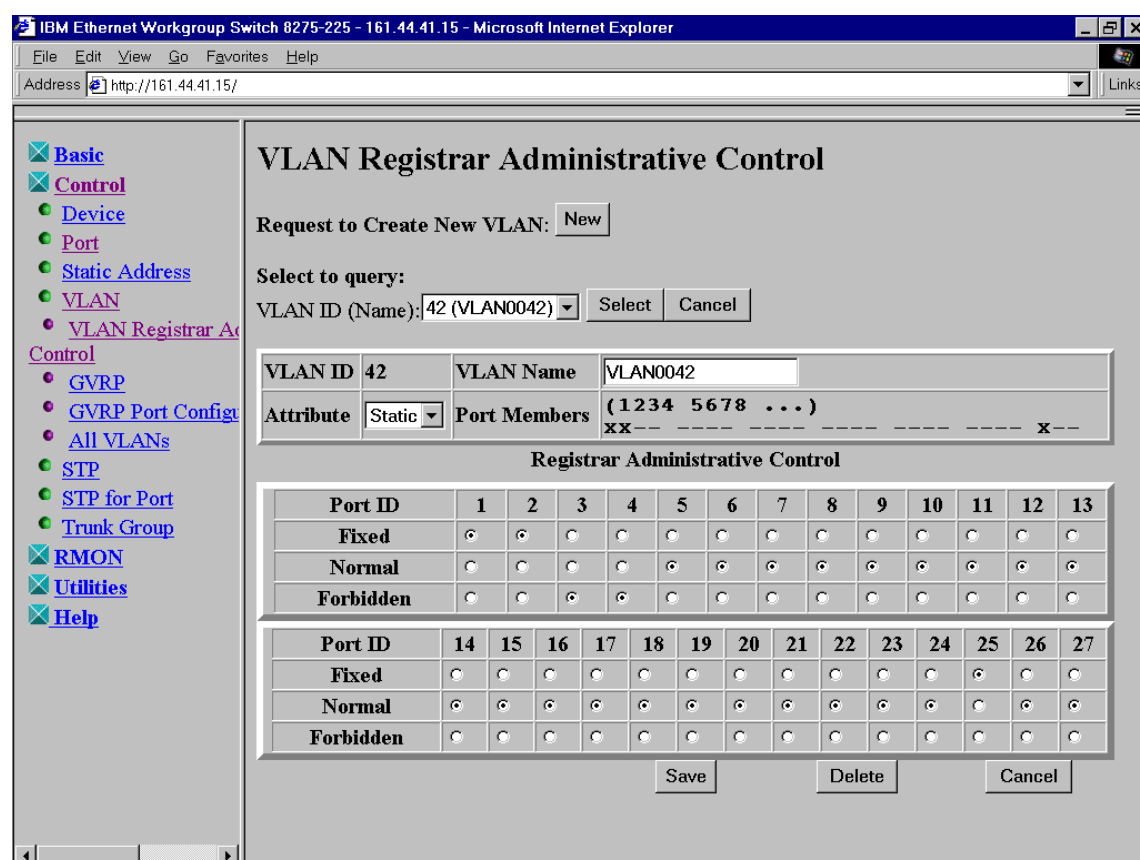 IBM Ethernet Workgroup Switch 8275-225 - 161.44.41.15 - Microsoft Internet Explorer
File Edit View Go Favorites Help
Address http://161.44.41.15/ Links
Basic
Control
Device
Port
Static Address
VLAN
VLAN Registrar Ad
Control
GVRP
GVRP Port Configu
All VLANs
STP
STP for Port
Trunk Group
RMON
Utilities
Help
VLAN Registrar Administrative Control
Request to Create New VLAN: New
Select to query:
VLAN ID (Name): 42 (VLAN0042) Select Cancel
VLAN ID 42 VLAN Name VLAN0042
Attribute Static Port Members (1234 5678 ...)
xx-- ---- ---- ---- ---- ---- x--
Registrar Administrative Control
Port ID 1 2 3 4 5 6 7 8 9 10 11 12 13
Fixed
Normal
Forbidden
Port ID 14 15 16 17 18 19 20 21 22 23 24 25 26 27
Fixed
Normal
Forbidden
Save Delete Cancel